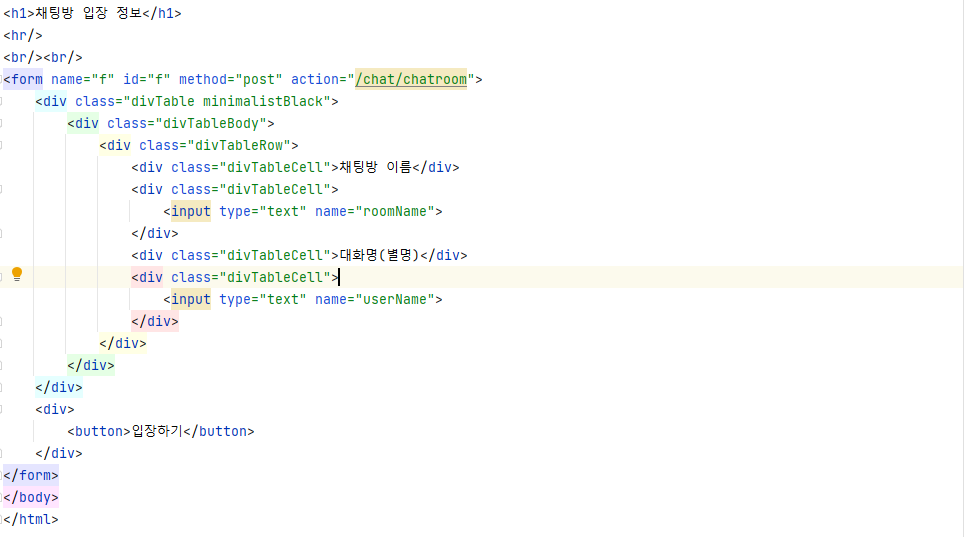 <h1>채팅방 입장 정보</h1>
<hr/>
<br/><br/>
<form name="f" id="f" method="post" action="/chat/chatroom">
    <div class="divTable minimalistBlack">
        <div class="divTableBody">
            <div class="divTableRow">
                <div class="divTableCell">채팅방 이름</div>
                <div class="divTableCell">
                    <input type="text" name="roomName">
                </div>
                <div class="divTableCell">대화명(별명)</div>
                <div class="divTableCell">
                    <input type="text" name="userName">
                </div>
            </div>
        </div>
    </div>
    <div>
        <button>입장하기</button>
    </div>
</form>
</body>
</html>